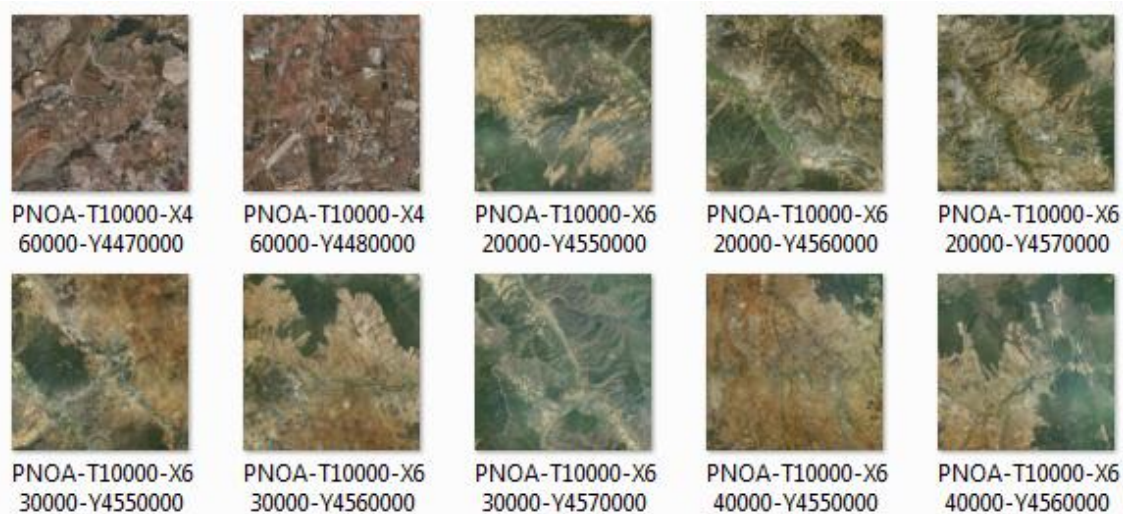 PNOA-T10000-X4
60000-Y4470000
PNOA-T10000-X4
60000-Y4480000
PNOA-T10000-X6
20000-Y4550000
PNOA-T10000-X6
20000-Y4560000
PNOA-T10000-X6
20000-Y4570000
PNOA-T10000-X6
30000-Y4550000
PNOA-T10000-X6
30000-Y4560000
PNOA-T10000-X6
30000-Y4570000
PNOA-T10000-X6
40000-Y4550000
PNOA-T10000-X6
40000-Y4560000